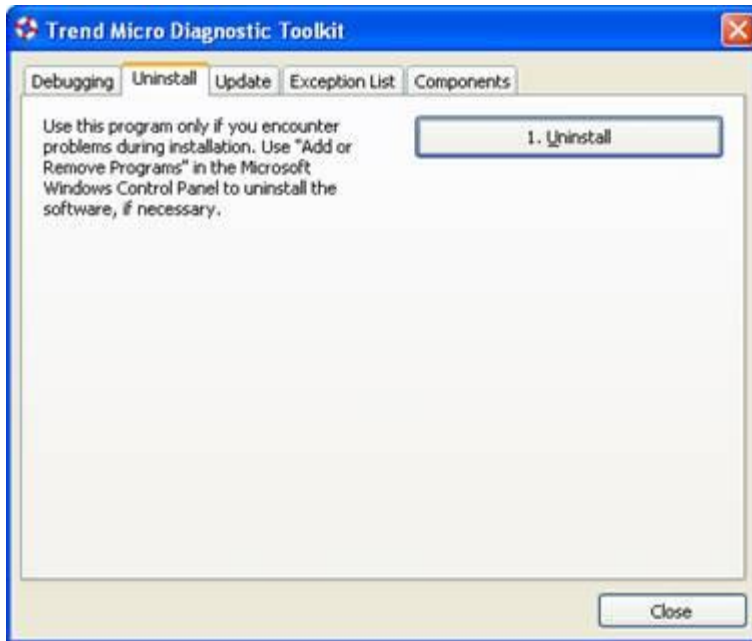 Trend Micro Diagnostic Toolkit
Debugging Uninstall Update Exception List Components
Use this program only if you encounter
problems during installation. Use "Add or
Remove Programs" in the Microsoft
Windows Control Panel to uninstall the
software, if necessary.
1. Uninstall
Close